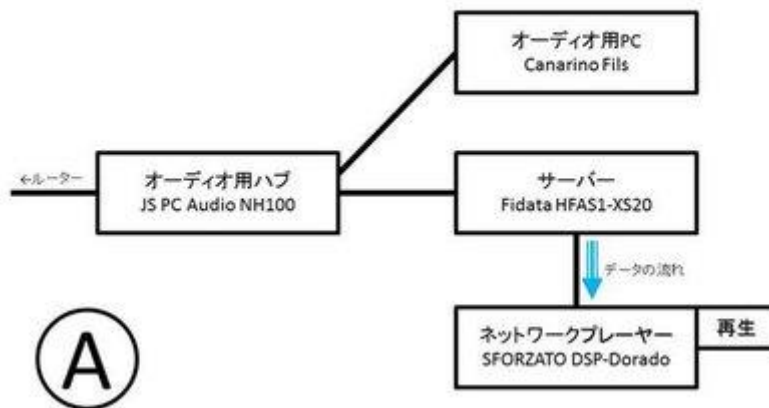 オーディオ用PC
Canarino Fils
←ルーター
オーディオ用ハブ
JS PC Audio NH100
サーバー
Fidata HFAS1-XS20
データの流れ
ネットワークプレーヤー
SFORZATO DSP-Dorado
再生
A